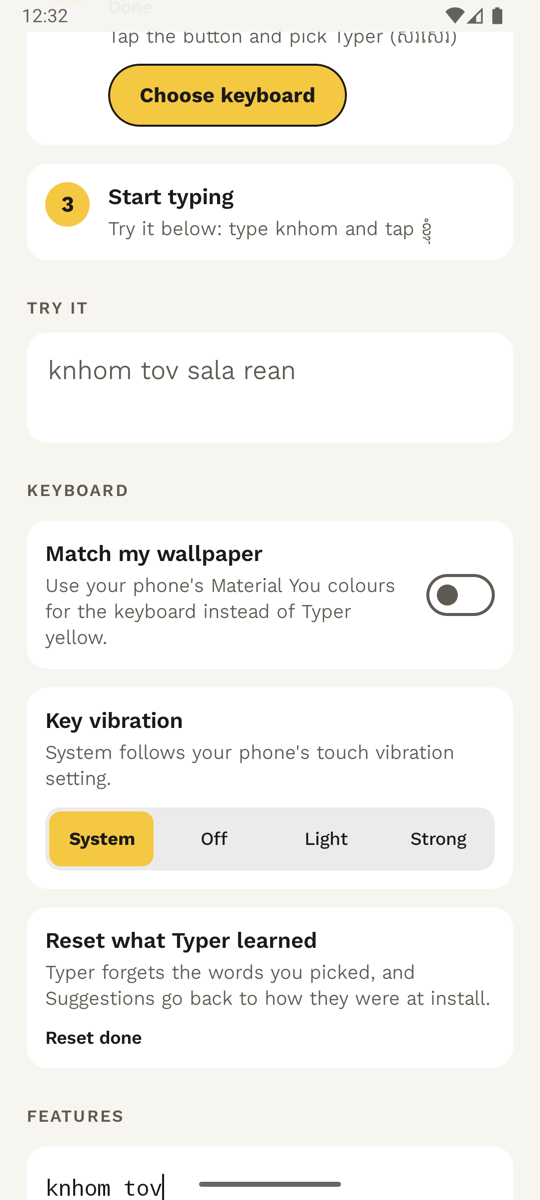 12:32
Done
Tap the button and pick Typer (សរសេរ)
Choose keyboard
3
Start typing
Try it below: type knhom and tap ខ្ញុំ
TRY IT
knhom tov sala rean
KEYBOARD
Match my wallpaper
Use your phone's Material You colours
for the keyboard instead of Typer
yellow.
Key vibration
System follows your phone's touch vibration
setting.
System
Off
Light
Strong
Reset what Typer learned
Typer forgets the words you picked, and
Suggestions go back to how they were at install.
Reset done
FEATURES
knhom tov